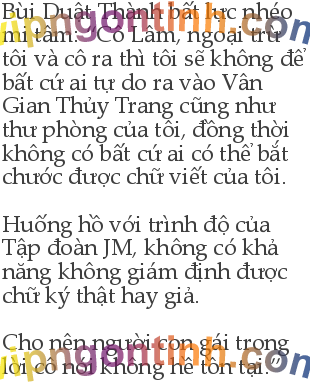 Bùi Duật Thành bất lực nhéo
mi tâm: “Cô Lâm, ngoại trừ
tôi và cô ra thì tôi sẽ không để
bất cứ ai tự do ra vào Vân
Gian Thủy Trang cũng như
thư phòng của tôi, đồng thời
không có bất cứ ai có thể bắt
chước được chữ viết của tôi.
Huống hồ với trình độ của
Tập đoàn JM, không có khả
năng không giám định được
chữ ký thật hay giả.
Cho nên người con gái trong
lời cô nói không hề tồn tại.”
vipngontinh.com
vipngontinh.com